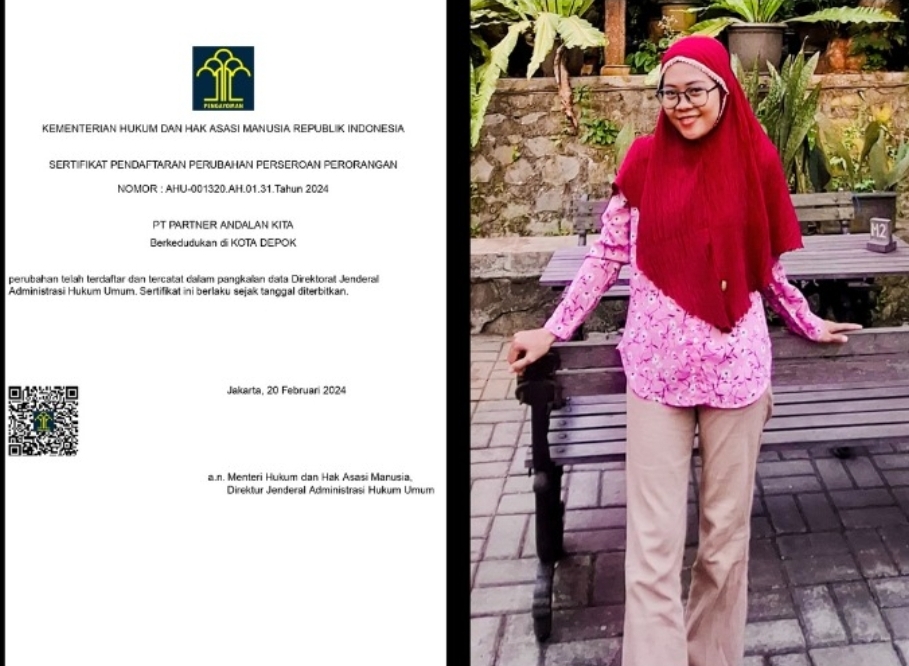 PENGAYOMAN
KEMENTERIAN HUKUM DAN HAK ASASI MANUSIA REPUBLIK INDONESIA
SERTIFIKAT PENDAFTARAN PERUBAHAN PERSEROAN PERORANGAN
NOMOR : AHU-001320.AH.01.31.Tahun 2024
PT PARTNER ANDALAN KITA
Berkedudukan di KOTA DEPOK
perubahan telah terdaftar dan tercatat dalam pangkalan data Direktorat Jenderal
Administrasi Hukum Umum. Sertifikat ini berlaku sejak tanggal diterbitkan.
Jakarta, 20 Februari 2024
a.n. Menteri Hukum dan Hak Asasi Manusia,
Direktur Jenderal Administrasi Hukum Umum
H2